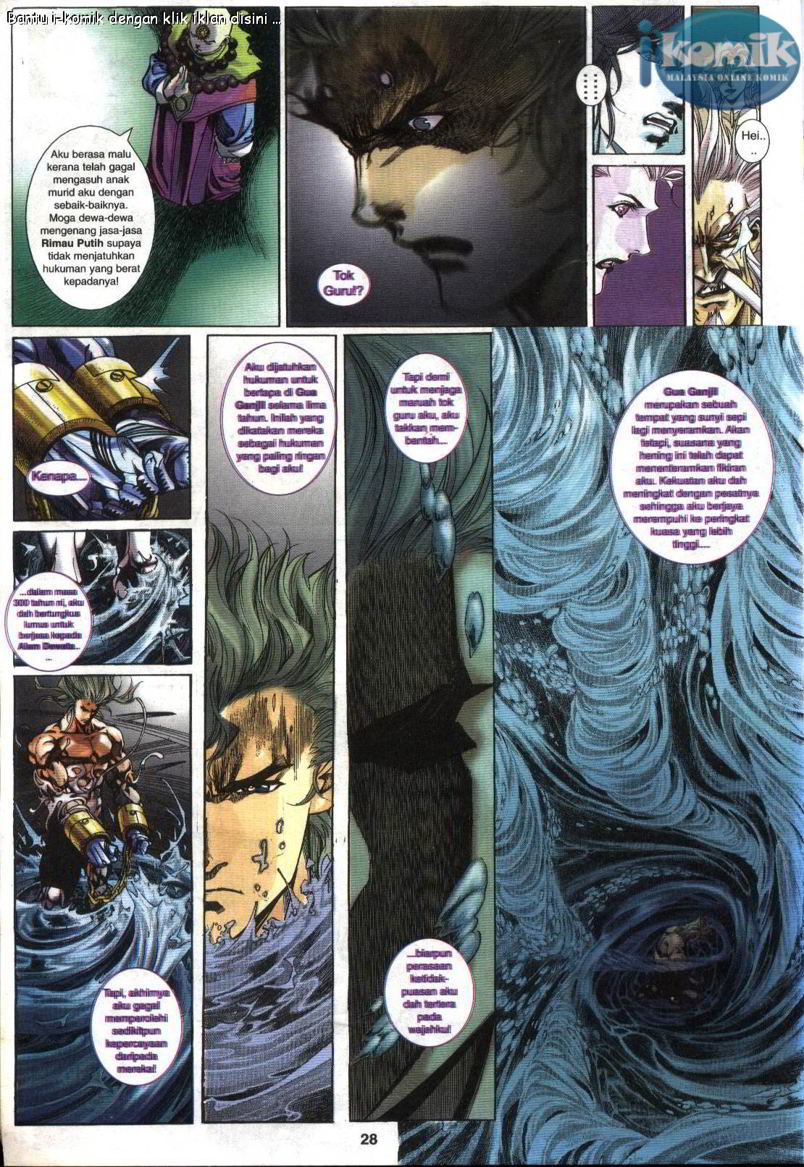 Bantu i-komik dengan klik iklan disini ...
ikomik
MALAYSIA ONLINE KOMIK
Aku berasa malu
kerana telah gagal
mengasuh anak
murid aku dengan
sebaik-baiknya.
Moga dewa-dewa
mengenang jasa-jasa
Rimau Putih supaya
tidak menjatuhkan
hukuman yang berat
kepadanya!
Tok
Guru!?
Hei..
..
Kenapa...
...dalam masa
300 tahun ni, aku
dah bertungkus
lumus untuk
berjasa kepada
Alam Dewata..
...
Tapi, akhirnya
aku gagal
memperolehi
sedikitpun
kepercayaan
daripada
mereka!
Aku dijatuhkan
hukuman untuk
bertapa di Gua
Ganjil selama lima
tahun. Inilah yang
dikatakan mereka
sebagai hukuman
yang paling ringan
bagi aku!
Tapi demi
untuk menjaga
maruah tok
guru aku, aku
takkan mem-
bantah....
...biarpun
perasaan
ketidak-
puasan aku
dah tertera
pada
wajahku!
Gua Ganjil
merupakan sebuah
tempat yang sunyi sepi
lagi menyeramkan. Akan
tetapi, suasana yang
hening ini telah dapat
menenteramkan fikiran
aku. Kekuatan aku dah
meningkat dengan pesatnya
sehingga aku berjaya
merempuhi ke peringkat
kuasa yang lebih
tinggi....
28